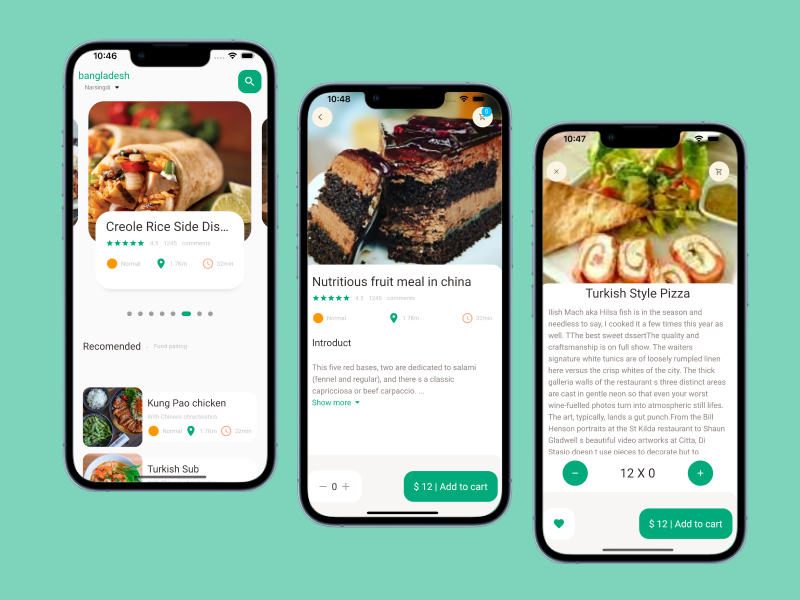 10:46
bangladesh
Narsingdi
Creole Rice Side Dis...
4.5 1245 comments
Normal 1.7Km 32min
Recomended . Food pairing
Kung Pao chicken
With Chinese characteristics
Normal 1.7Km 32min
Turkish Sub
10:48
0
Nutritious fruit meal in china
4.5 1245 comments
Normal 1.7Km 32min
Introduct
This five red bases, two are dedicated to salami
(fennel and regular), and there s a classic
capricciosa or beef carpaccio. ...
Show more
– 0 +
$ 12 | Add to cart
10:47
Turkish Style Pizza
Ilish Mach aka Hilsa fish is in the season and
needless to say, I cooked it a few times this year as
well. TThe best sweet dssertThe quality and
craftsmanship is on full show. The waiters
signature white tunics are of loosely rumpled linen
here versus the crisp whites of the city. The thick
galleria walls of the restaurant s three distinct areas
are cast in gentle neon so that even your worst
wine-fuelled photos turn into atmospheric still lifes.
The art, typically, lands s gut punch.From the Bill
Henson portraits at the St Kilda restaurant to Shaun
Gladwell s beautiful video artworks at Citta, Di
Stasio doesn t use pieces to decorate but to
– 12 X 0 +
$ 12 | Add to cart